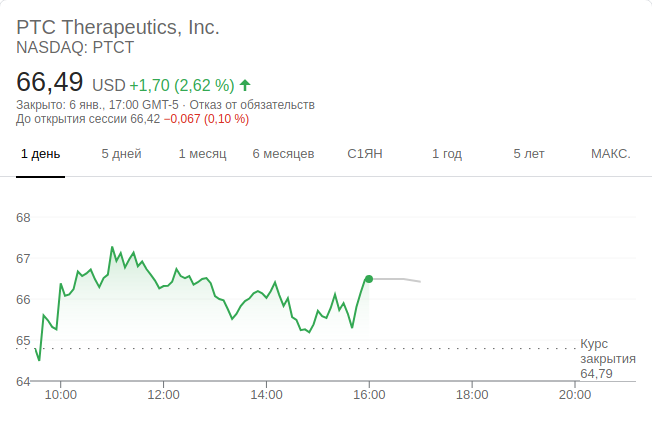 PTC Therapeutics, Inc.
NASDAQ: PTCT
66,49 USD +1,70 (2,62 %)
Закрыто: 6 янв., 17:00 GMT-5 · Отказ от обязательств
До открытия сессии 66,42 −0,067 (0,10 %)
1 день 5 дней 1 месяц 6 месяцев С1ЯН 1 год 5 лет МАКС.
68
67
66
65
64
Курс
закрытия
64,79
10:00 12:00 14:00 16:00 18:00 20:00